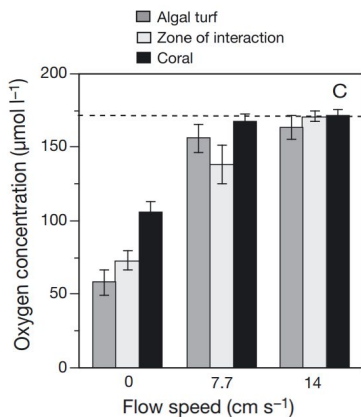 Algal turf
Zone of interaction
Coral
C
200
150
100
50
0
Oxygen concentration (µmol l⁻¹)
0 7.7 14
Flow speed (cm s⁻¹)